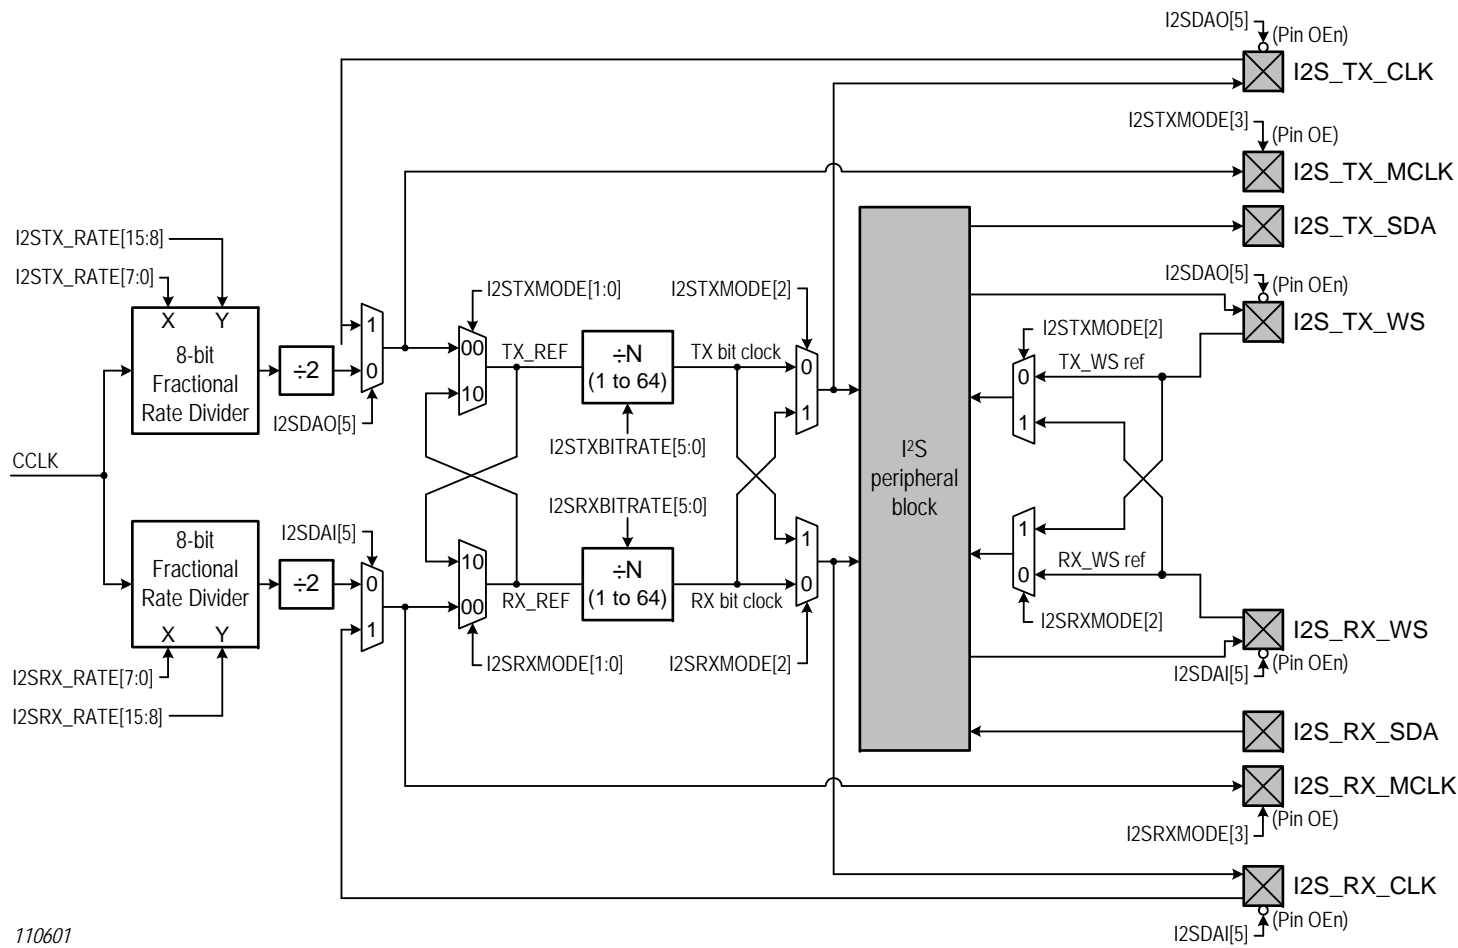 I2SDAO[5]
(Pin OEn)
I2S_TX_CLK
I2STXMODE[3]
(Pin OE)
I2S_TX_MCLK
I2S_TX_SDA
I2STX_RATE[15:8]
I2STX_RATE[7:0]
I2SDAO[5]
(Pin OEn)
I2S_TX_WS
I2STXMODE[1:0]
I2STXMODE[2]
I2STXMODE[2]
X Y
8-bit
Fractional
Rate Divider
÷2
1
0
I2SDAO[5]
00
10
TX_REF
÷N
(1 to 64)
I2STXBITRATE[5:0]
TX bit clock
0
1
0
1
TX_WS ref
CCLK
I²S
peripheral
block
I2SRXBITRATE[5:0]
I2SDAI[5]
8-bit
Fractional
Rate Divider
X Y
÷2
0
1
10
00
RX_REF
÷N
(1 to 64)
RX bit clock
1
0
1
0
RX_WS ref
I2SRXMODE[2]
I2S_RX_WS
(Pin OEn)
I2SDAI[5]
I2SRXMODE[1:0]
I2SRXMODE[2]
I2SRX_RATE[7:0]
I2SRX_RATE[15:8]
I2S_RX_SDA
I2S_RX_MCLK
(Pin OE)
I2SRXMODE[3]
I2S_RX_CLK
(Pin OEn)
I2SDAI[5]
110601